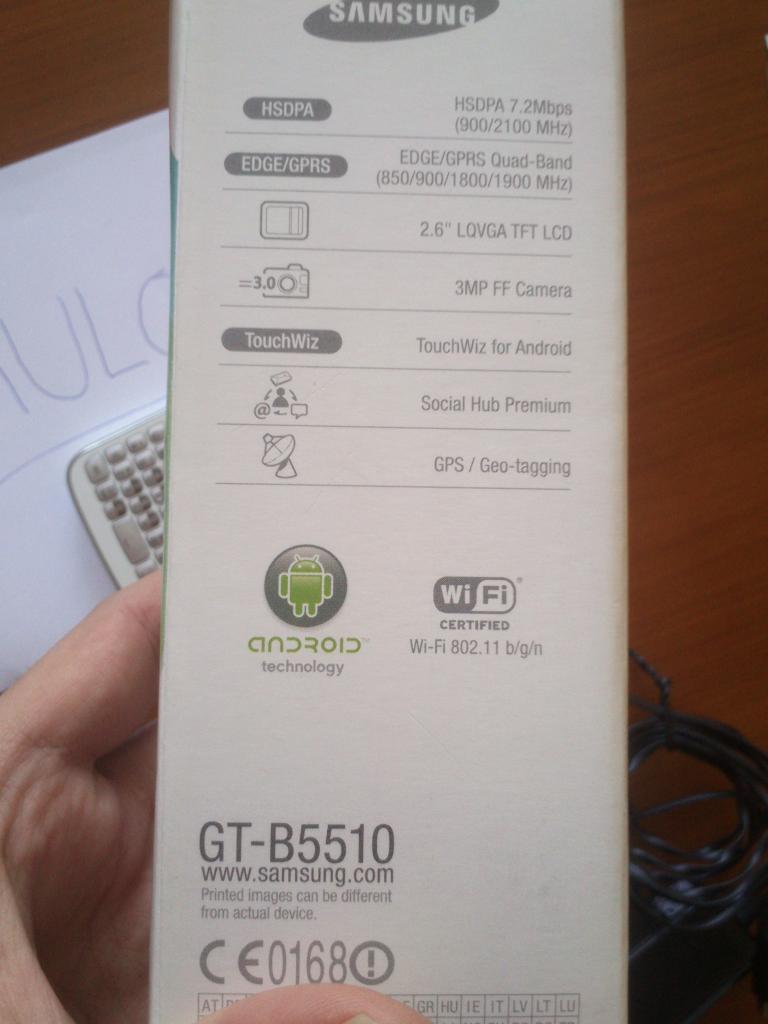 SAMSUNG
HSDPA
HSDPA 7.2Mbps
(900/2100 MHz)
EDGE/GPRS
EDGE/GPRS Quad-Band
(850/900/1800/1900 MHz)
2.6" LQVGA TFT LCD
=3.0
3MP FF Camera
TouchWiz
TouchWiz for Android
@
Social Hub Premium
GPS / Geo-tagging
ANDROID™
technology
Wi Fi®
CERTIFIED
Wi-Fi 802.11 b/g/n
GT-B5510
www.samsung.com
Printed images can be different
from actual device.
CE0168
AT GR HU IE IT LV LT LU